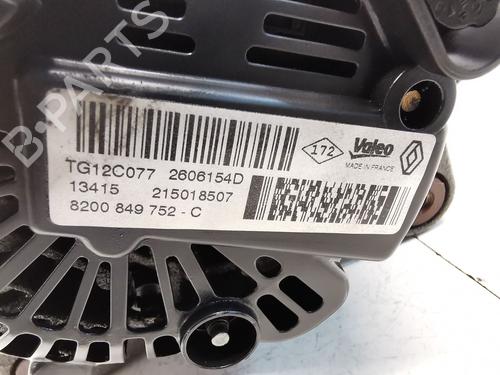 B-PARTS
172
Valeo
MADE IN FRANCE
TG12C077 2606154D
13415 215018507
8200 849 752 - C